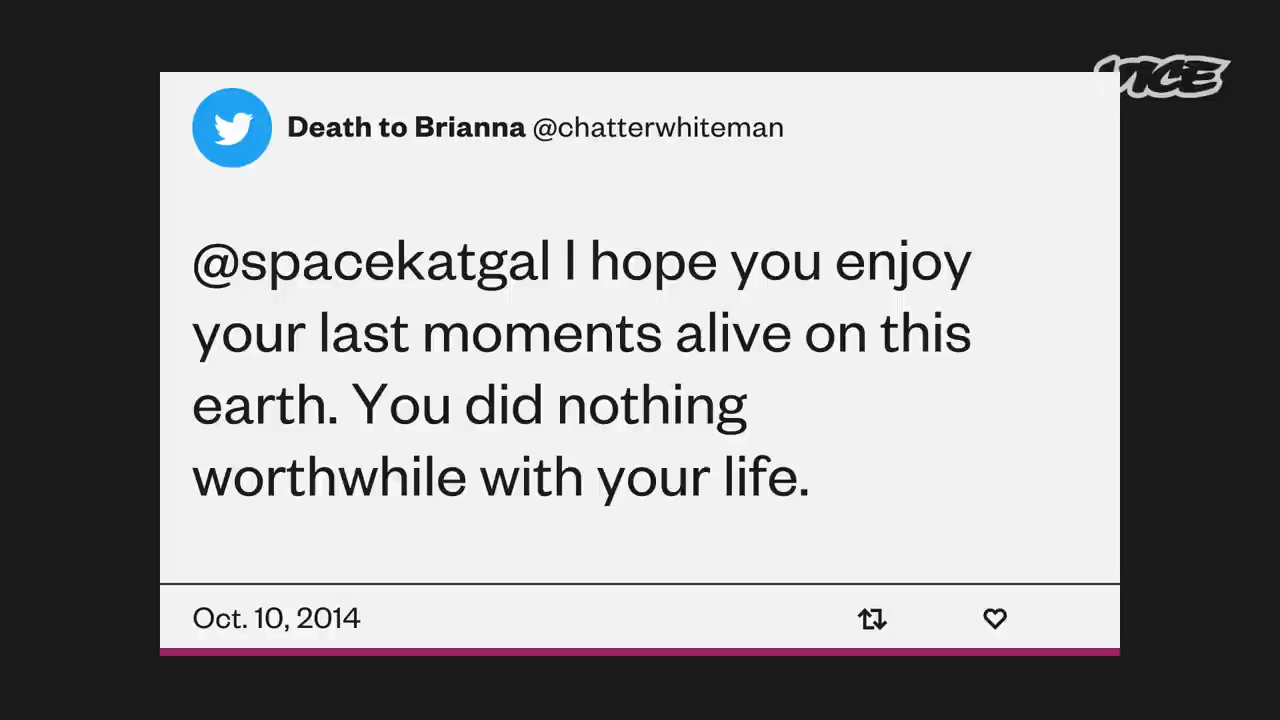 VICE
Death to Brianna @chatterwhiteman
@spacekatgal I hope you enjoy
your last moments alive on this
earth. You did nothing
worthwhile with your life.
Oct. 10, 2014